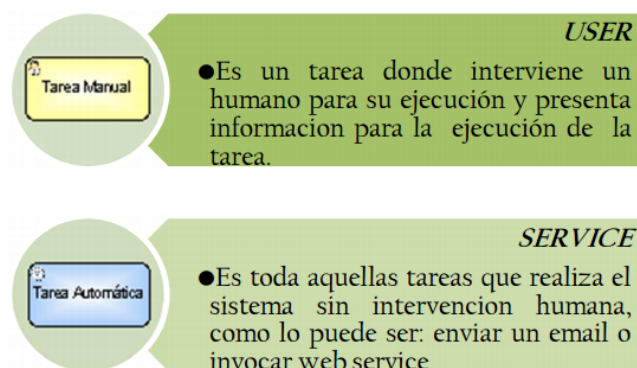 USER
Tarea Manual
●Es un tarea donde interviene un
humano para su ejecución y presenta
informacion para la ejecución de la
tarea.
SERVICE
Tarea Automática
●Es toda aquellas tareas que realiza el
sistema sin intervencion humana,
como lo puede ser: enviar un email o
invocar web service